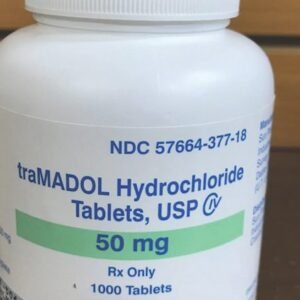 NDC 57664-377-18
traMADOL Hydrochloride
Tablets, USP CIV
50 mg
Rx Only
1000 Tablets